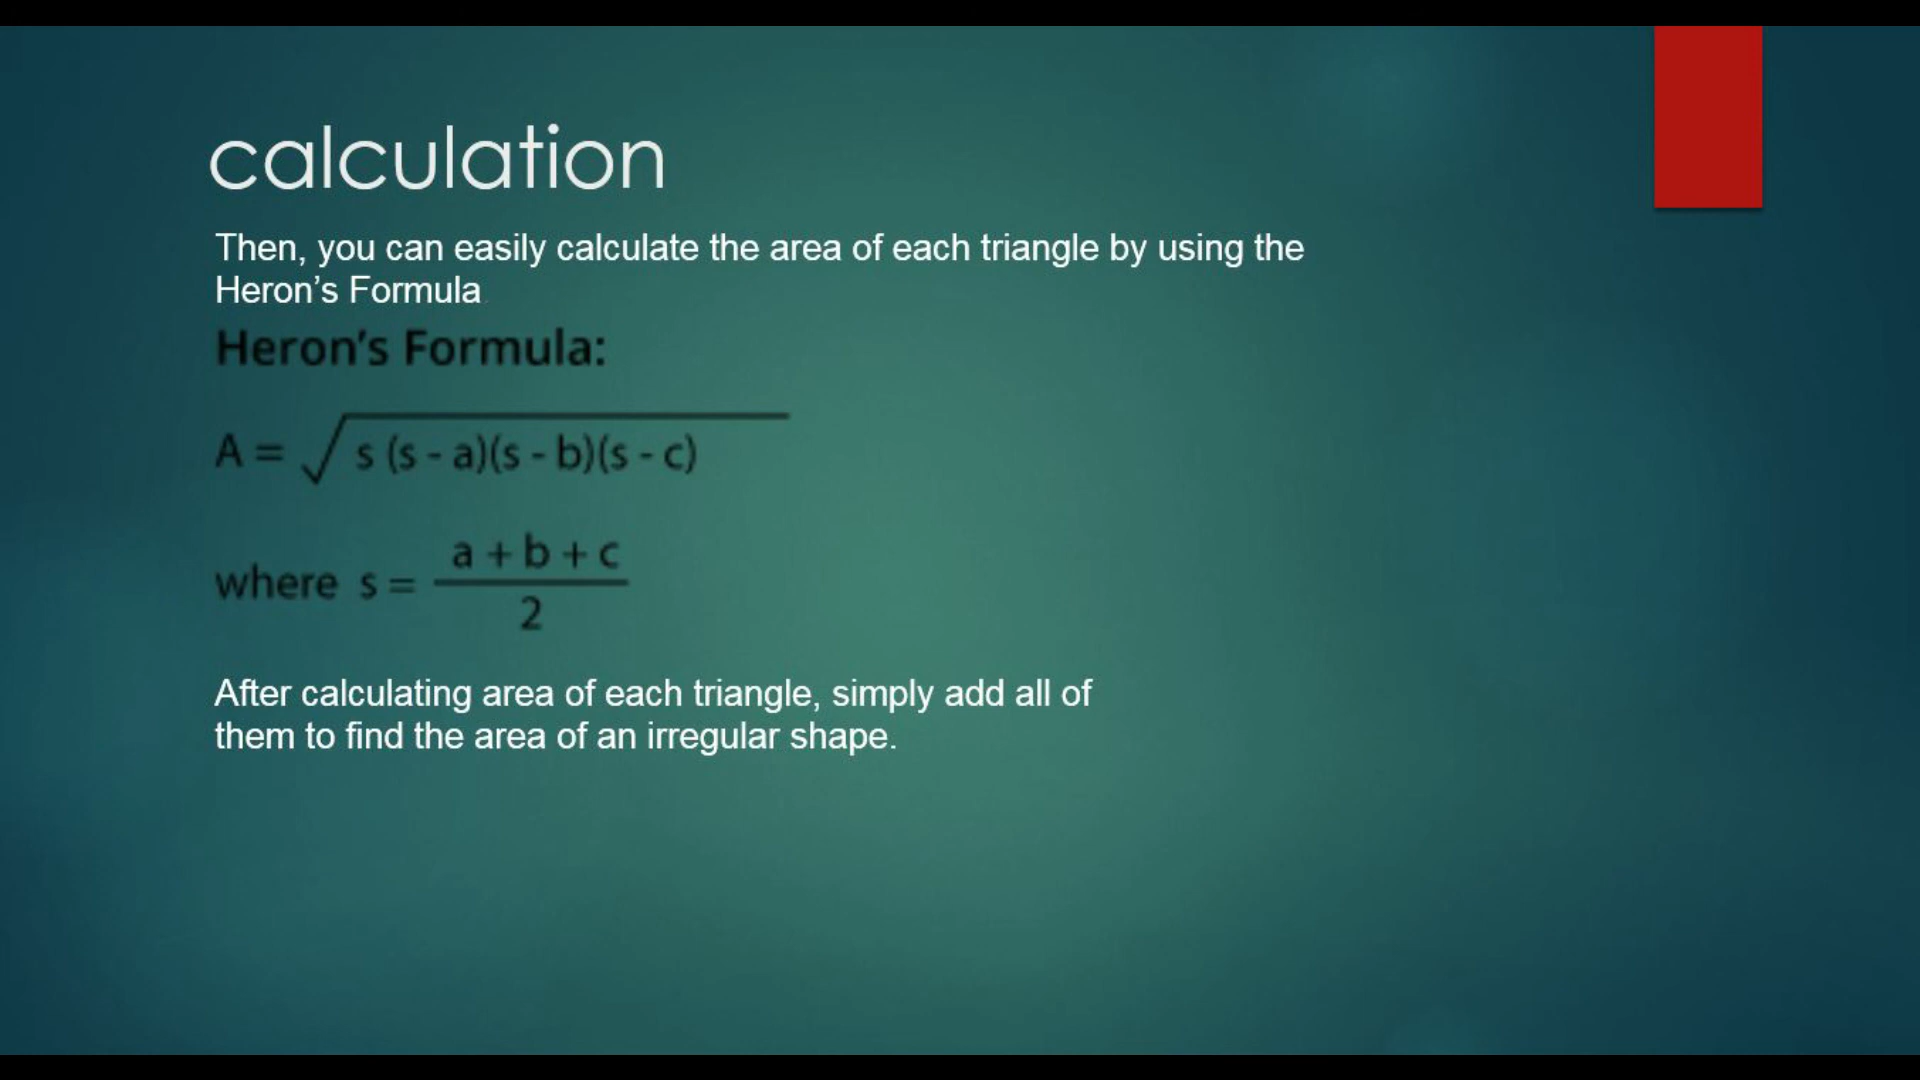 calculation
Then, you can easily calculate the area of each triangle by using the
Heron’s Formula
Heron's Formula:
A = √ s (s - a)(s - b)(s - c)
where s = a + b + c
2
After calculating area of each triangle, simply add all of
them to find the area of an irregular shape.